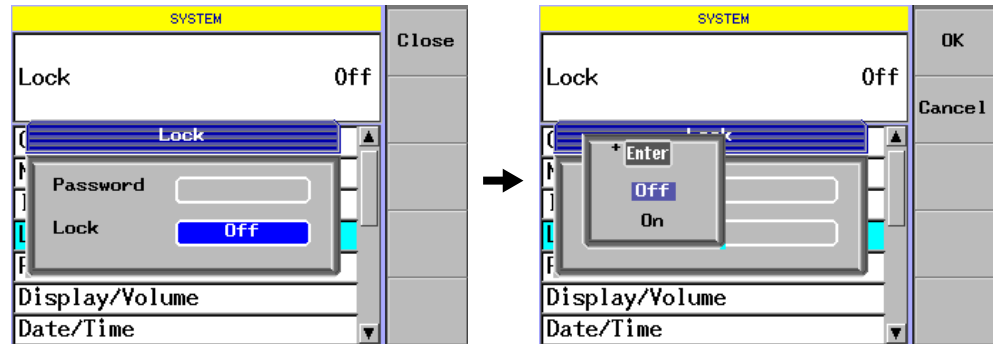 SYSTEM
Close
Lock Off
Lock
Password
Lock Off
Display/Volume
Date/Time
SYSTEM
OK
Lock Off
Cancel
Enter
Off
On
Display/Volume
Date/Time